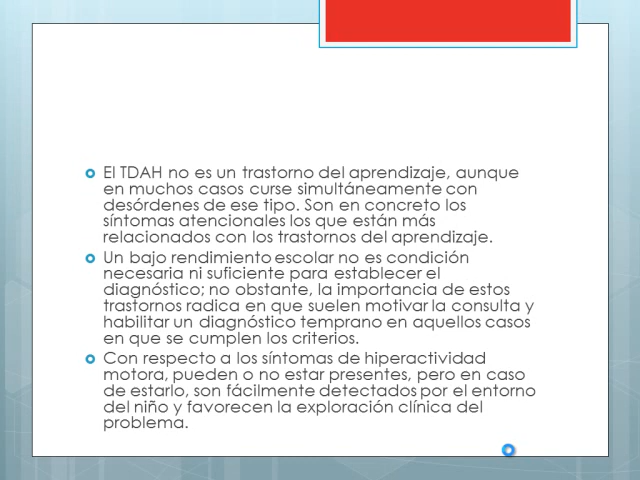 El TDAH no es un trastorno del aprendizaje, aunque
en muchos casos curse simultáneamente con
desórdenes de ese tipo. Son en concreto los
síntomas atencionales los que están más
relacionados con los trastornos del aprendizaje.
Un bajo rendimiento escolar no es condición
necesaria ni suficiente para establecer el
diagnóstico; no obstante, la importancia de estos
trastornos radica en que suelen motivar la consulta y
habilitar un diagnóstico temprano en aquellos casos
en que se cumplen los criterios.
Con respecto a los síntomas de hiperactividad
motora, pueden o no estar presentes, pero en caso
de estarlo, son fácilmente detectados por el entorno
del niño y favorecen la exploración clínica del
problema.